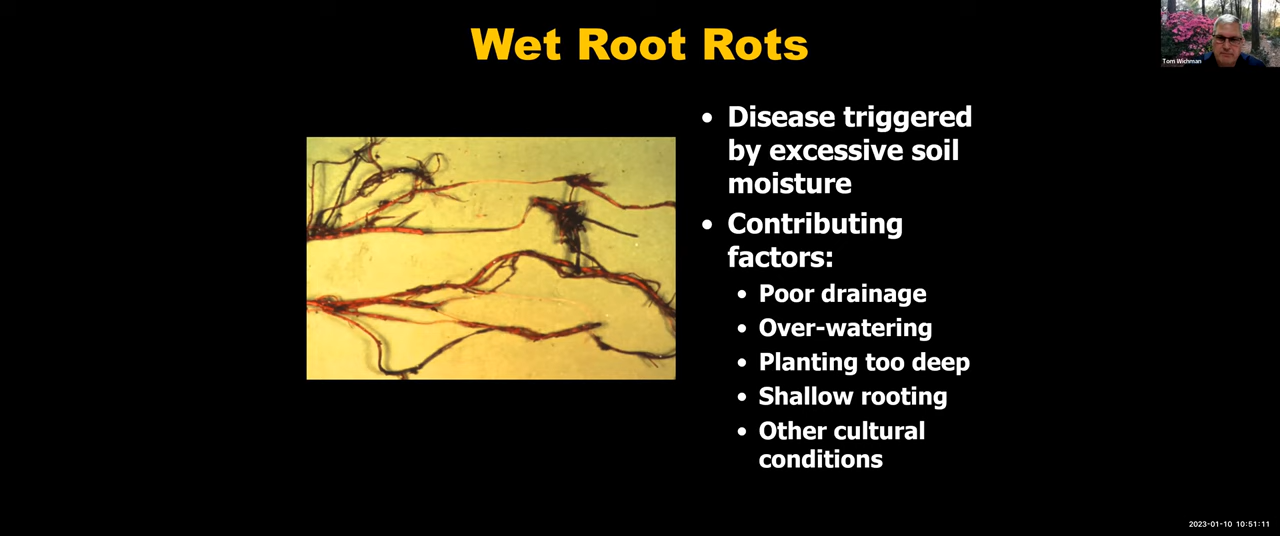 Wet Root Rots
Tom Wichman
• Disease triggered
by excessive soil
moisture
• Contributing
factors:
• Poor drainage
• Over-watering
• Planting too deep
• Shallow rooting
• Other cultural
conditions
2023-01-10 10:51:11